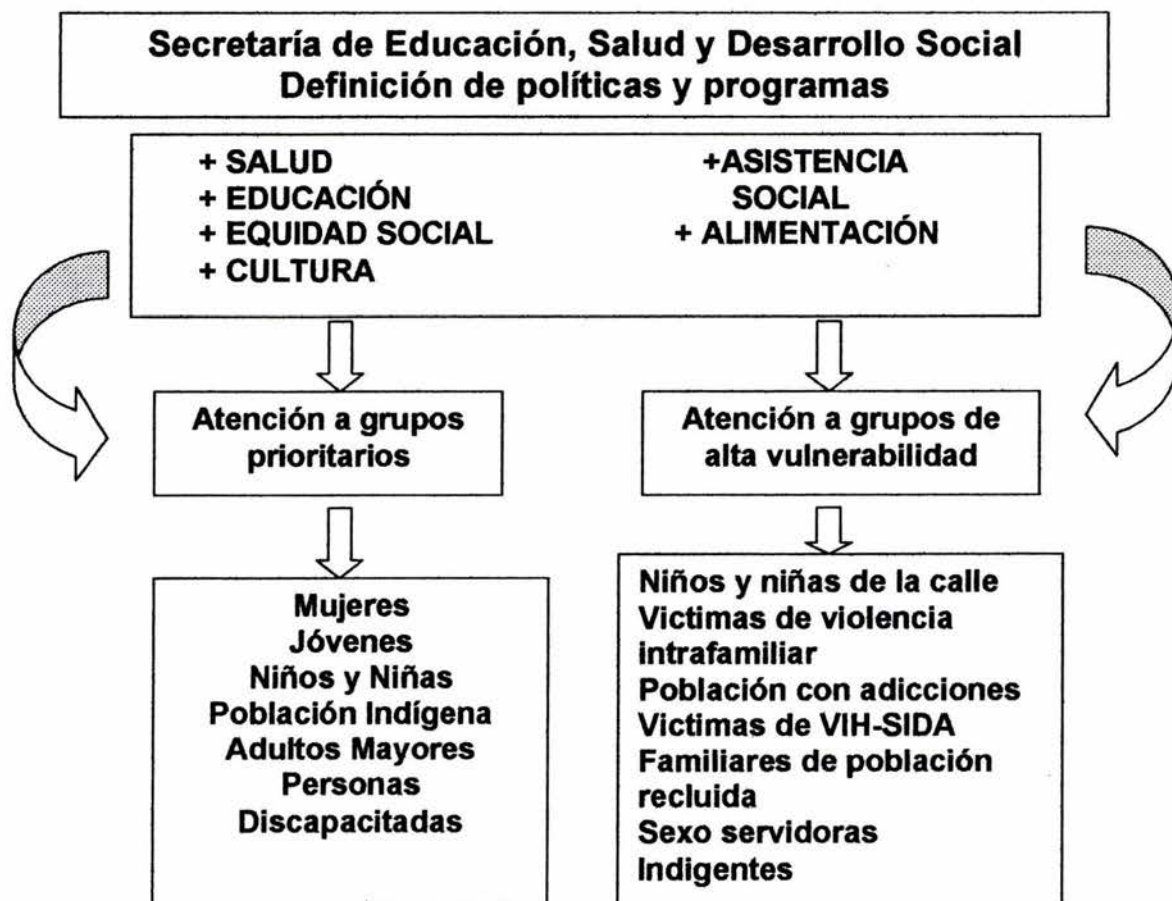 Secretaría de Educación, Salud y Desarrollo Social
Definición de políticas y programas
+ SALUD
+ EDUCACIÓN
+ EQUIDAD SOCIAL
+ CULTURA
+ASISTENCIA
SOCIAL
+ ALIMENTACIÓN
Atención a grupos
prioritarios
Atención a grupos de
alta vulnerabilidad
Mujeres
Jóvenes
Niños y Niñas
Población Indígena
Adultos Mayores
Personas
Discapacitadas
Niños y niñas de la calle
Victimas de violencia
intrafamiliar
Población con adicciones
Victimas de VIH-SIDA
Familiares de población
recluida
Sexo servidoras
Indigentes